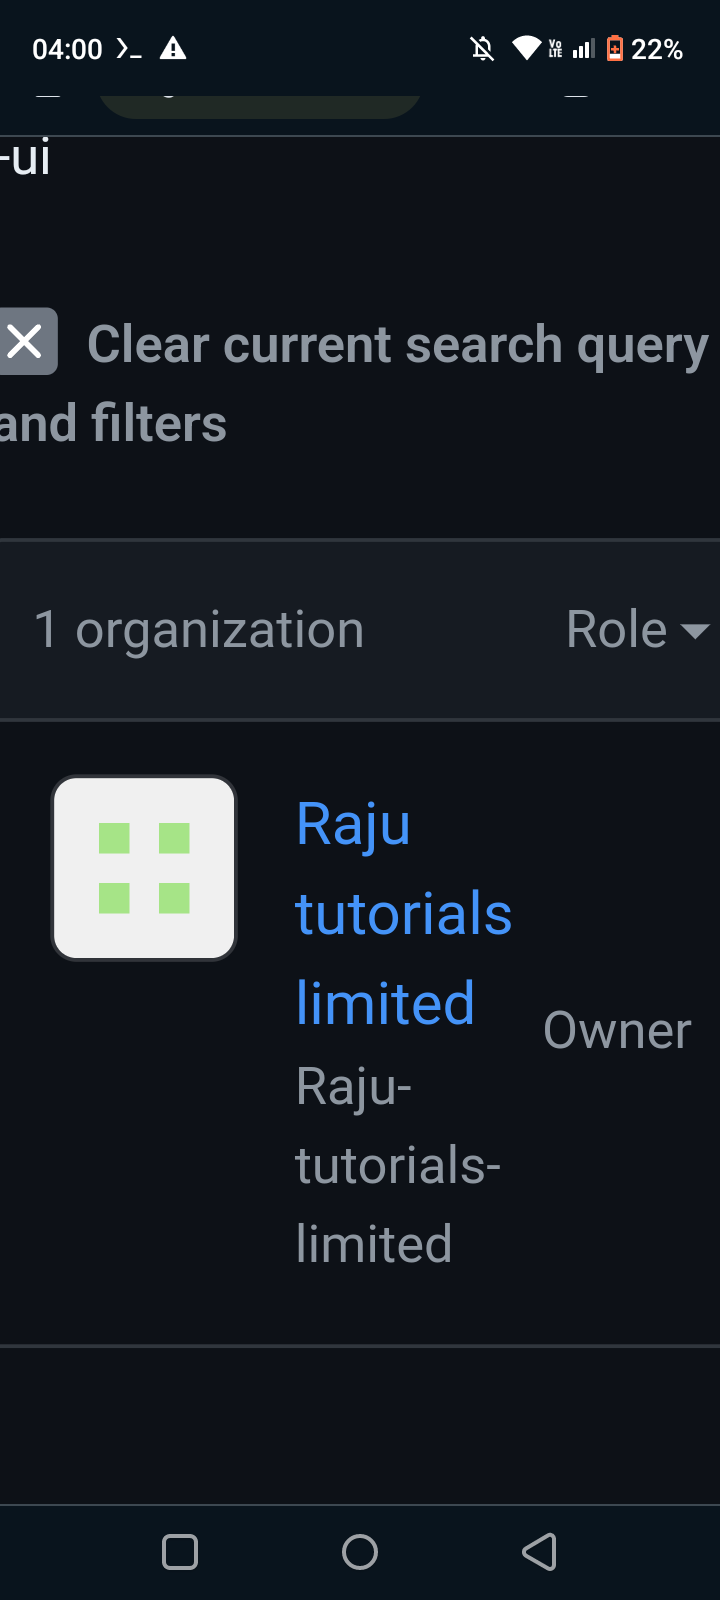 04:00
22%
-ui
Clear current search query
and filters
1 organization
Role
Raju
tutorials
limited
Owner
Raju-
tutorials-
limited